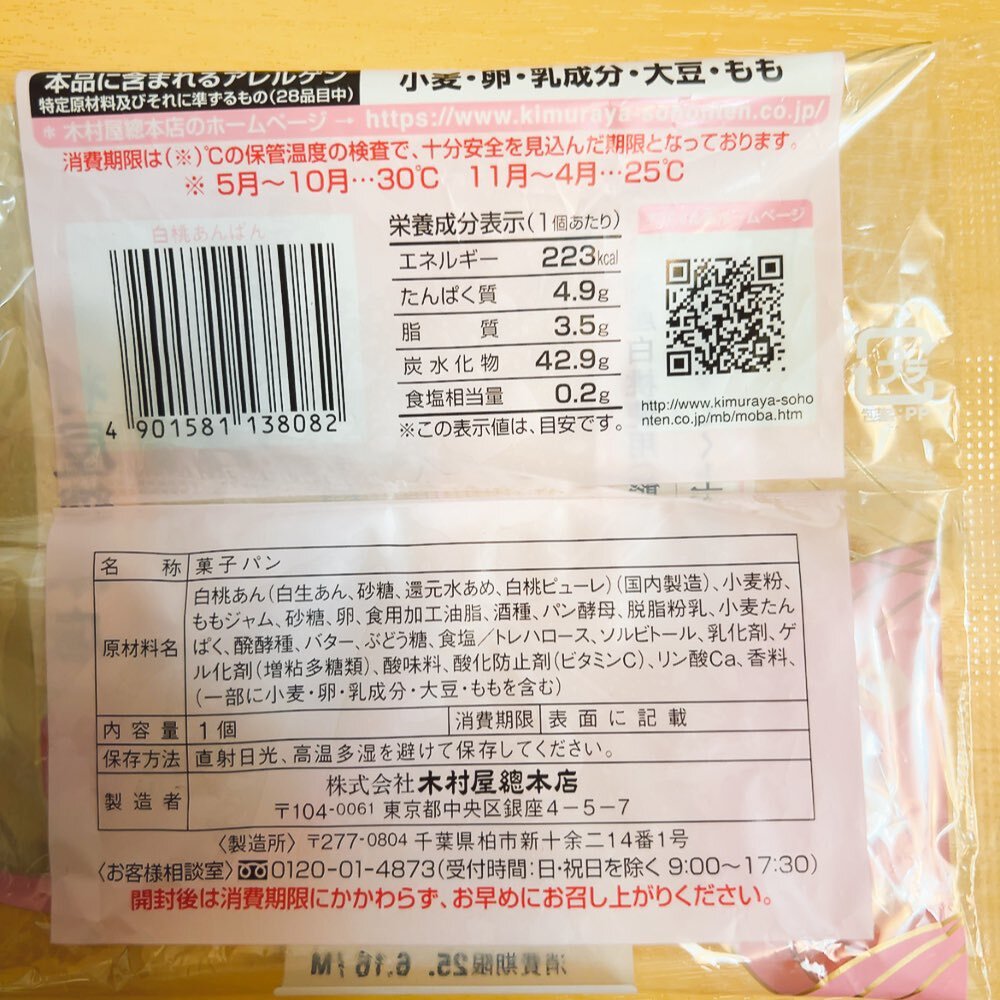 本品に含まれるアレルゲン
特定原材料及びそれに準ずるもの(28品目中)
小麦・卵・乳成分・大豆・もも
* 木村屋總本店のホームページ → https://www.kimuraya-sohonten.co.jp/
消費期限は(※)℃の保管温度の検査で、十分安全を見込んだ期限となっております。
※ 5月～10月…30℃ 11月～4月…25℃
白桃あんぱん
4 901581 138082
栄養成分表示(1個あたり)
エネルギー 223kcal
たんぱく質 4.9g
脂質 3.5g
炭水化物 42.9g
食塩相当量 0.2g
※この表示値は、目安です。
ホームページ
http://www.kimuraya-soho
nten.co.jp/mb/moba.htm
プラ
包装:PP
名称 菓子パン
原材料名 白桃あん(白生あん、砂糖、還元水あめ、白桃ピューレ)(国内製造)、小麦粉、
ももジャム、砂糖、卵、食用加工油脂、酒種、パン酵母、脱脂粉乳、小麦たん
ぱく、醗酵種、バター、ぶどう糖、食塩／トレハロース、ソルビトール、乳化剤、ゲ
ル化剤(増粘多糖類)、酸味料、酸化防止剤(ビタミンC)、リン酸Ca、香料、
(一部に小麦・卵・乳成分・大豆・ももを含む)
内容量 1個 消費期限 表面に記載
保存方法 直射日光、高温多湿を避けて保存してください。
製造者 株式会社木村屋總本店
〒104-0061 東京都中央区銀座4-5-7
〈製造所〉〒277-0804 千葉県柏市新十余二14番1号
〈お客様相談室〉0120-01-4873(受付時間:日・祝日を除く 9:00～17:30)
開封後は消費期限にかかわらず、お早めにお召し上がりください。
消費期限25. 6.16/M